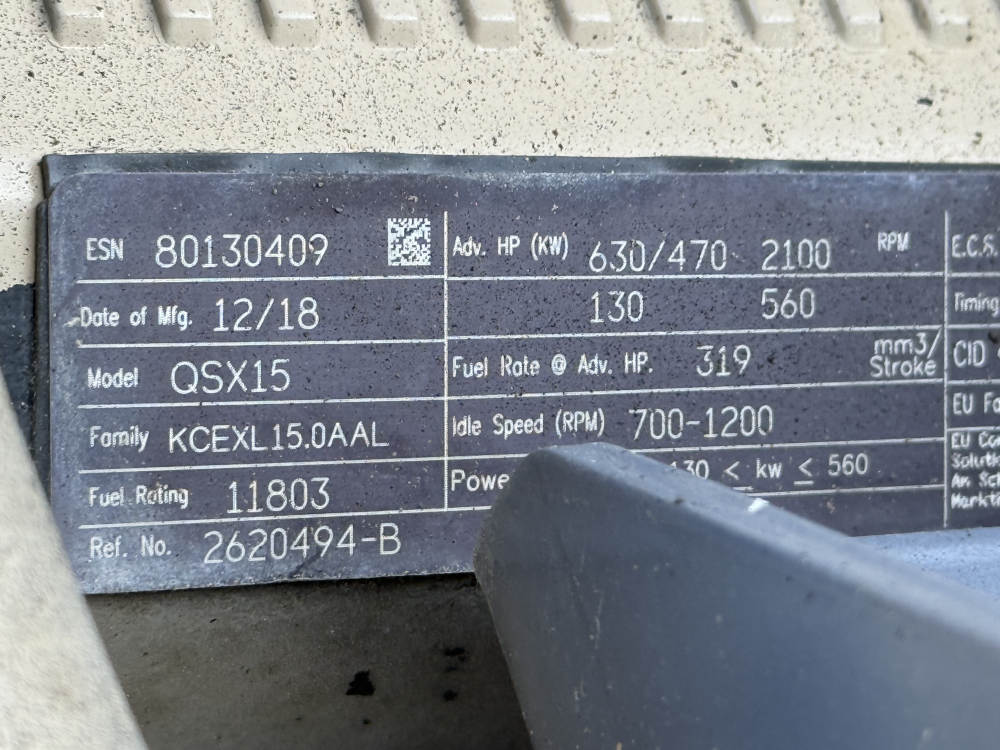 ESN 80130409
Date of Mfg. 12/18
Model QSX15
Family KCEXL15.0AAL
Fuel Rating 11803
Ref. No. 2620494-B
Adv. HP (KW) 630/470 2100 RPM
130 560
Fuel Rate @ Adv. HP. 319 mm3/
Stroke
Idle Speed (RPM) 700-1200
130 < kw ≤ 560
E.C.S.
Timing
CID
EU
EU